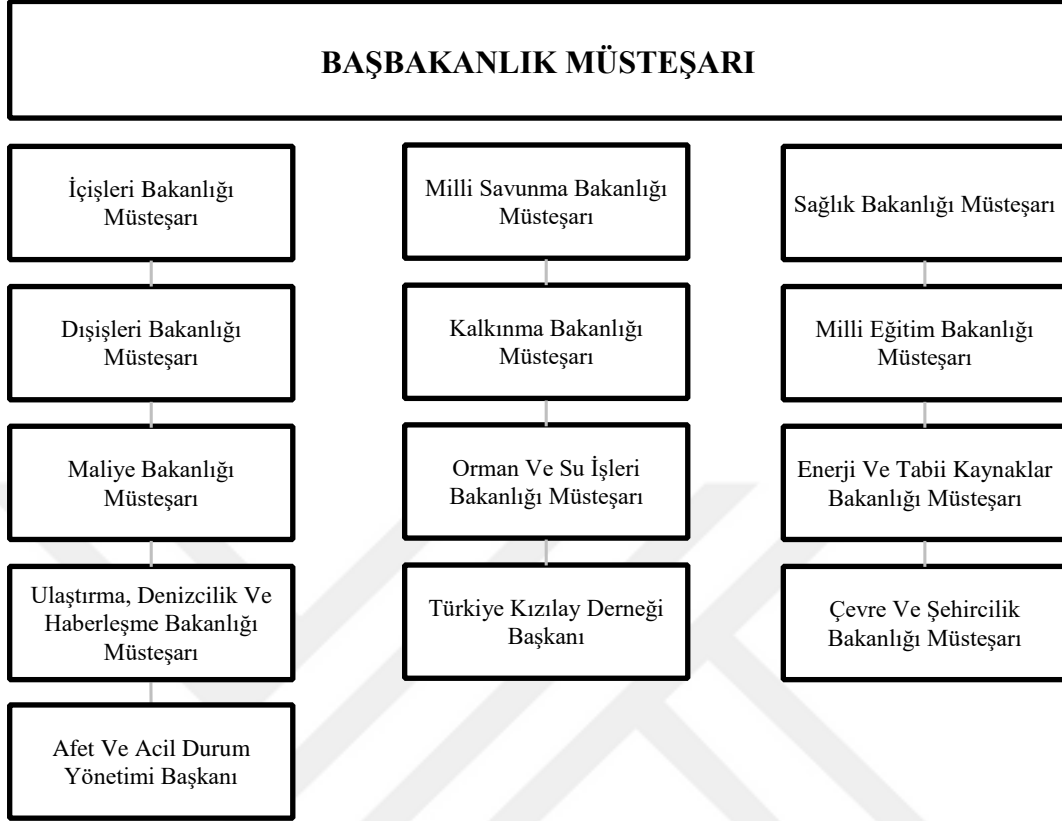 BAŞBAKANLIK MÜSTEŞARI
İçişleri Bakanlığı
Müsteşarı
Dışişleri Bakanlığı
Müsteşarı
Maliye Bakanlığı
Müsteşarı
Ulaştırma, Denizcilik Ve
Haberleşme Bakanlığı
Müsteşarı
Afet Ve Acil Durum
Yönetimi Başkanı
Milli Savunma Bakanlığı
Müsteşarı
Kalkınma Bakanlığı
Müsteşarı
Orman Ve Su İşleri
Bakanlığı Müsteşarı
Türkiye Kızılay Derneği
Başkanı
Sağlık Bakanlığı Müsteşarı
Milli Eğitim Bakanlığı
Müsteşarı
Enerji Ve Tabii Kaynaklar
Bakanlığı Müsteşarı
Çevre Ve Şehircilik
Bakanlığı Müsteşarı